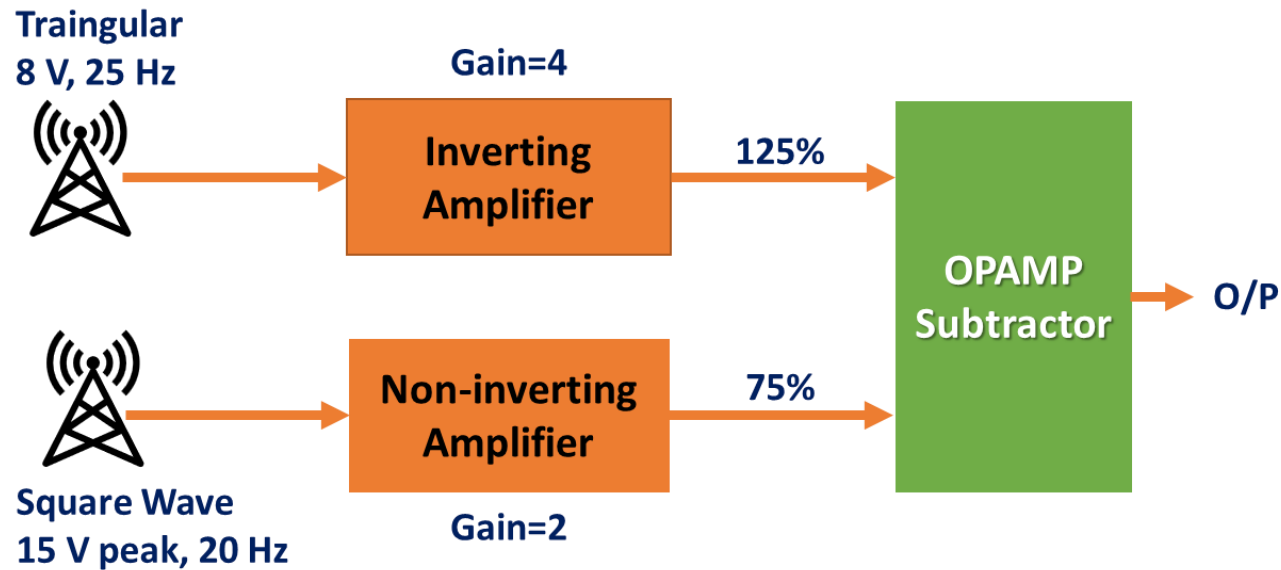 Traingular
8 V, 25 Hz
Gain=4
Inverting
Amplifier
125%
OPAMP
Subtractor
O/P
Non-inverting
Amplifier
75%
Square Wave
15 V peak, 20 Hz
Gain=2